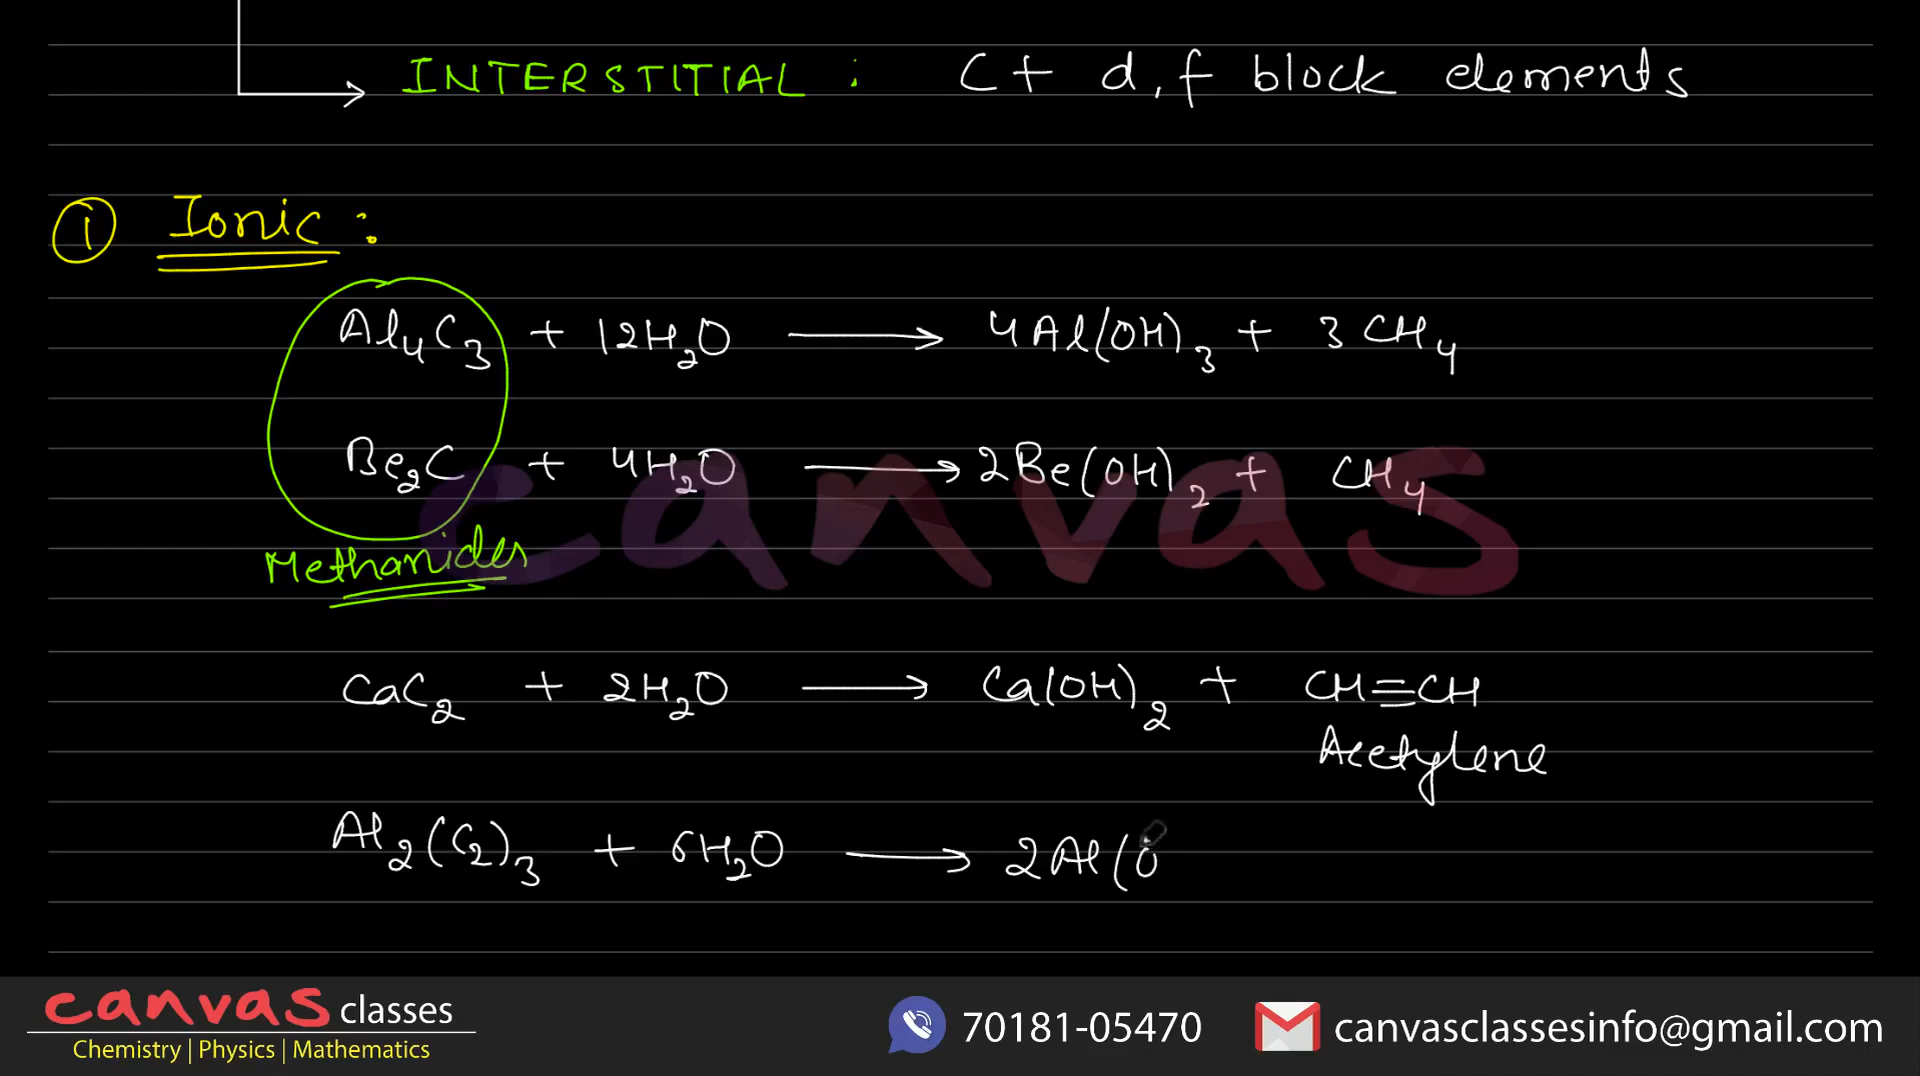 INTERSTITIAL : C + d, f block elements
① Ionic :
Al₄C₃ + 12H₂O ⟶ 4Al(OH)₃ + 3CH₄
Be₂C + 4H₂O ⟶ 2Be(OH)₂ + CH₄
Methanides
CaC₂ + 2H₂O ⟶ Ca(OH)₂ + CH≡CH
Acetylene
Al₂(C₂)₃ + 6H₂O ⟶ 2Al(O
canvas
canvas classes
Chemistry | Physics | Mathematics
70181-05470
canvasclassesinfo@gmail.com